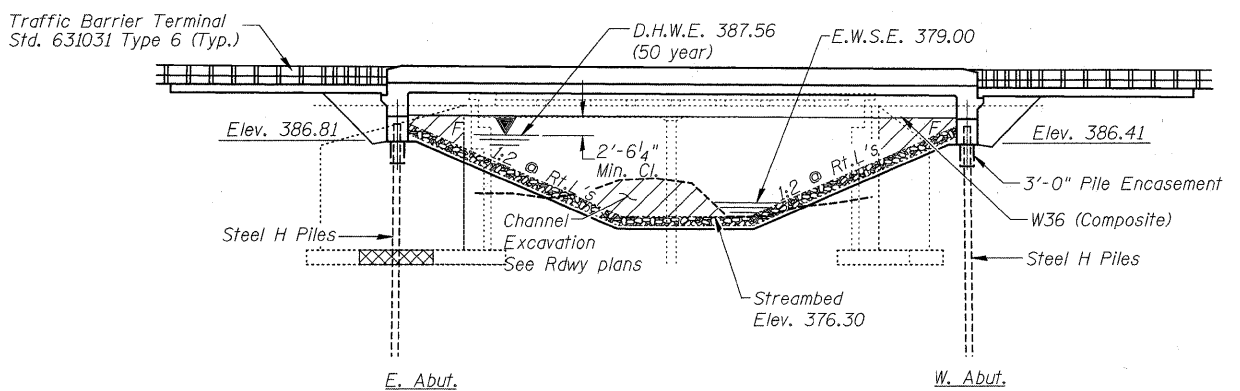 Traffic Barrier Terminal
Std. 631031 Type 6 (Typ.)
D.H.W.E. 387.56
(50 year)
E.W.S.E. 379.00
Elev. 386.81
F
F
Elev. 386.41
2'-6 1/4"
Min. Cl.
1:2 @ Rt. L's
1:2 @ Rt. L's
3'-0" Pile Encasement
W36 (Composite)
Steel H Piles
Channel
Excavation
See Rdwy plans
Steel H Piles
Streambed
Elev. 376.30
E. Abut.
W. Abut.